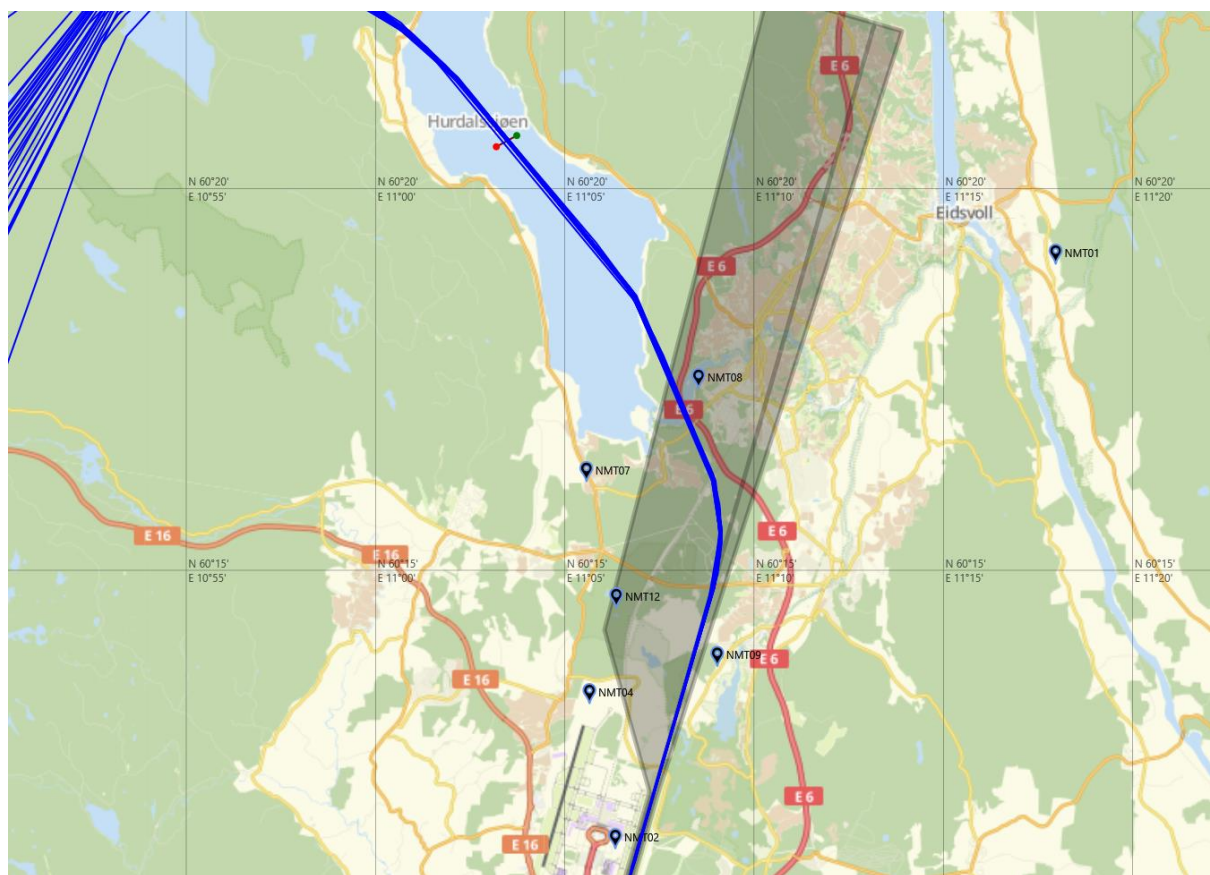 E 6
Hurdalssjøen
N 60°20'
E 10°55'
N 60°20'
E 11°00'
N 60°20'
E 11°05'
N 60°20'
E 11°10'
N 60°20'
E 11°15'
N 60°20'
E 11°20'
Eidsvoll
NMT01
E 6
NMT08
E 6
NMT07
E 16
E 6
E 16
N 60°15'
E 10°55'
N 60°15'
E 11°00'
N 60°15'
E 11°05'
N 60°15'
E 11°10'
N 60°15'
E 11°15'
N 60°15'
E 11°20'
NMT12
NMT09
E 6
E 16
NMT04
E 6
NMT02
E 16